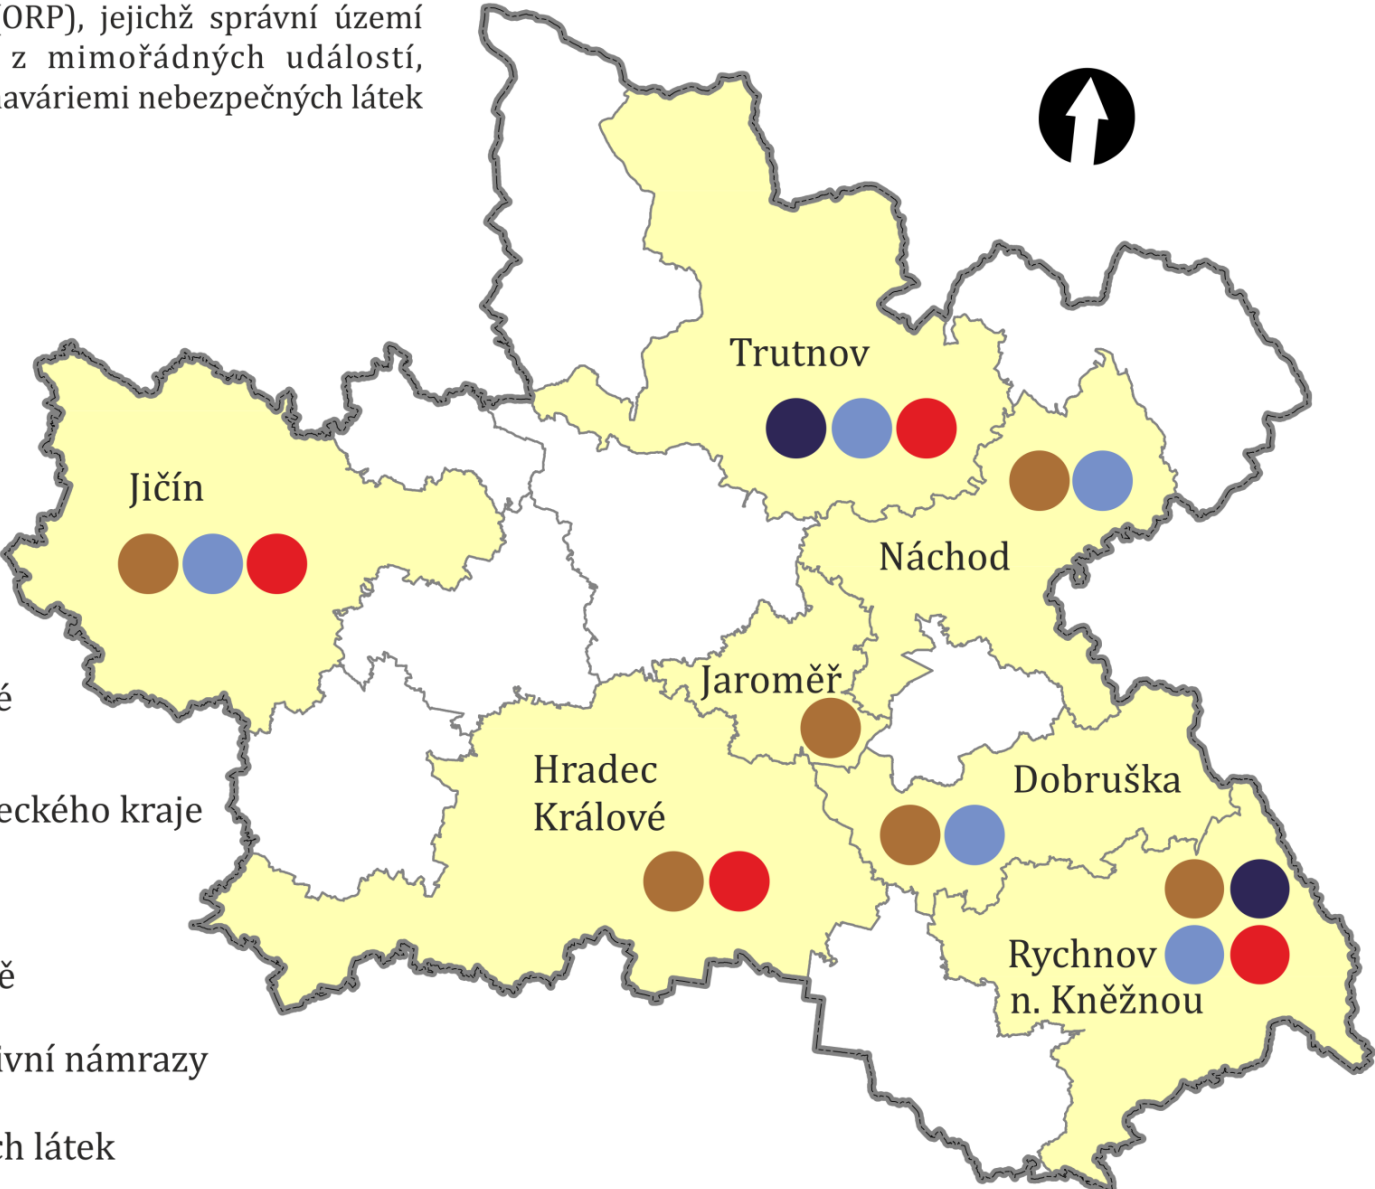 (ORP), jejichž správní území
z mimořádných událostí,
haváriemi nebezpečných látek
Trutnov
Jičín
Náchod
Jaroměř
é
Hradec
Králové
Dobruška
eckého kraje
Rychnov
n. Kněžnou
ě
ivní námrazy
ch látek